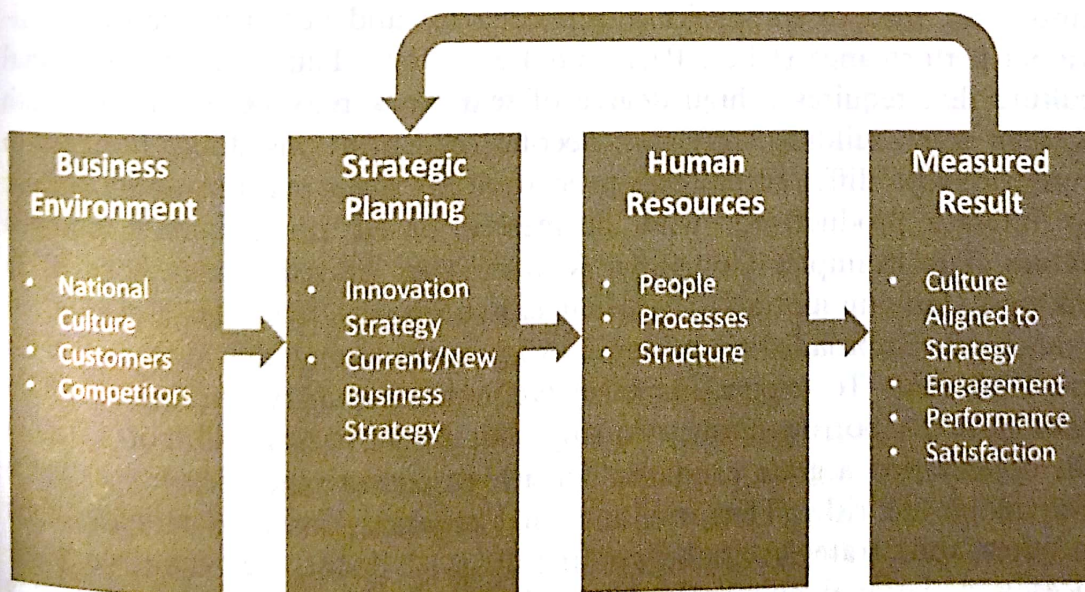 Business
Environment
• National
Culture
• Customers
• Competitors
Strategic
Planning
• Innovation
Strategy
• Current/New
Business
Strategy
Human
Resources
• People
• Processes
• Structure
Measured
Result
• Culture
Aligned to
Strategy
• Engagement
• Performance
• Satisfaction